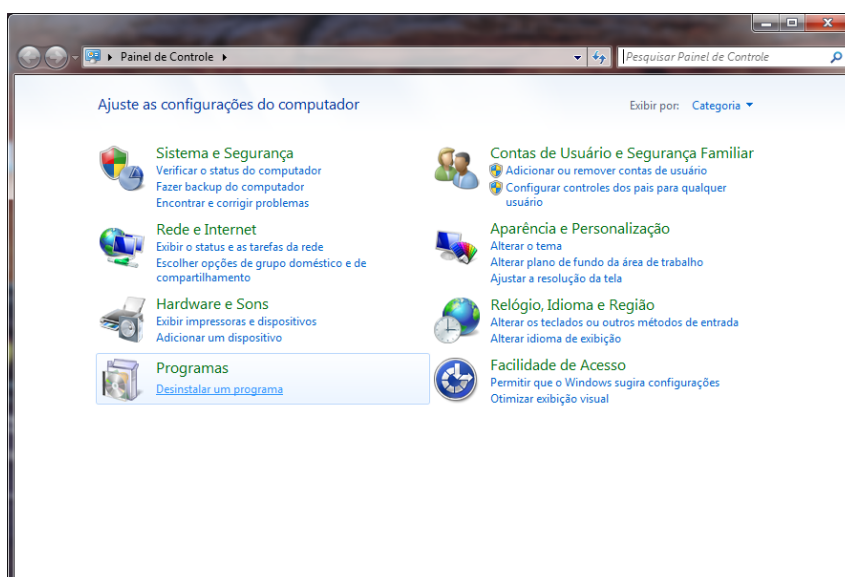 Painel de Controle
Pesquisar Painel de Controle
Ajuste as configurações do computador
Exibir por: Categoria
Sistema e Segurança
Verificar o status do computador
Fazer backup do computador
Encontrar e corrigir problemas
Rede e Internet
Exibir o status e as tarefas da rede
Escolher opções de grupo doméstico e de
compartilhamento
Hardware e Sons
Exibir impressoras e dispositivos
Adicionar um dispositivo
Programas
Desinstalar um programa
Contas de Usuário e Segurança Familiar
Adicionar ou remover contas de usuário
Configurar controles dos pais para qualquer
usuário
Aparência e Personalização
Alterar o tema
Alterar plano de fundo da área de trabalho
Ajustar a resolução da tela
Relógio, Idioma e Região
Alterar os teclados ou outros métodos de entrada
Alterar idioma de exibição
Facilidade de Acesso
Permitir que o Windows sugira configurações
Otimizar exibição visual